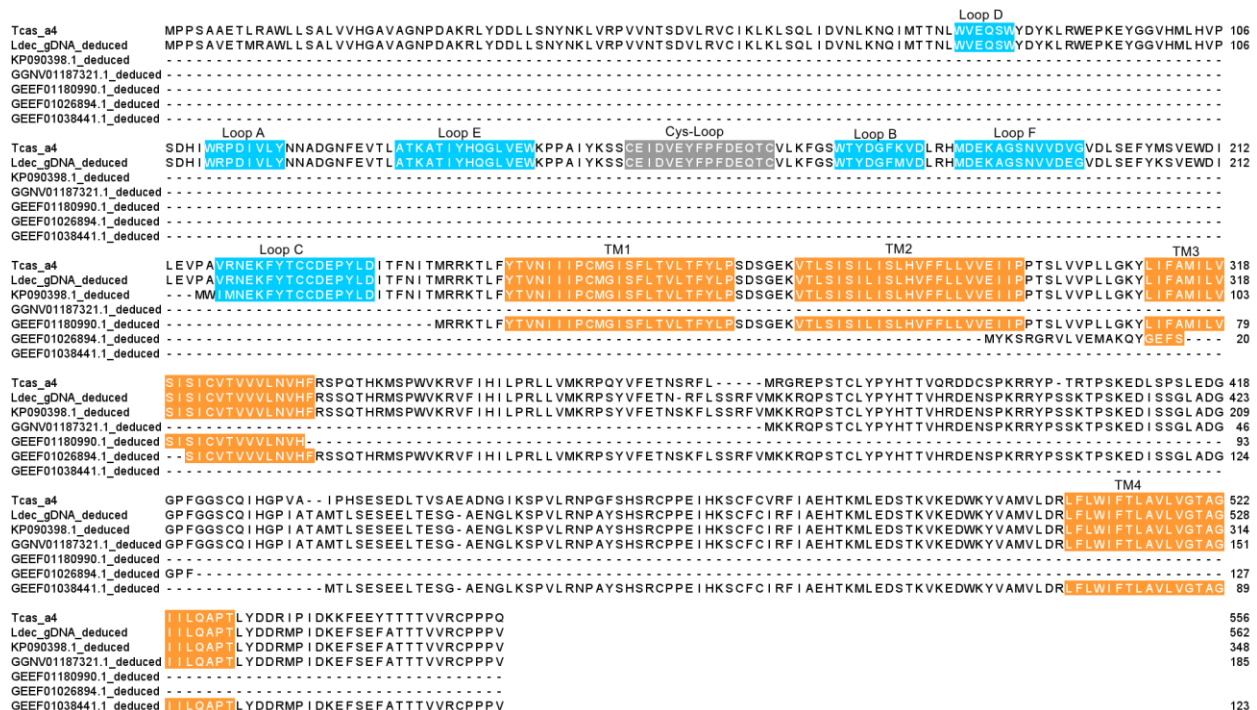 Loop D
Tcas_a4 MPPSAAETLRAWLLSALVVHGAVAGNPDAKRLYDDLLSNYNKLVRPVVNTSDVLRVCIKLKLSQLIDVNLKNQIMTTNLWVEQSWYDYKLRWEPKEYGGVHMLHVP 106
Ldec_gDNA_deduced MPPSAVETMRAWLLSALVVHGAVAGNPDAKRLYDDLLSNYNKLVRPVVNTSDVLRVCIKLKLSQLIDVNLKNQIMTTNLWVEQSWYDYKLRWEPKEYGGVHMLHVP 106
KP090398.1_deduced ----------------------------------------------------------------------------------------------------------
GGNV01187321.1_deduced ----------------------------------------------------------------------------------------------------------
GEEF01180990.1_deduced ----------------------------------------------------------------------------------------------------------
GEEF01026894.1_deduced ----------------------------------------------------------------------------------------------------------
GEEF01038441.1_deduced ----------------------------------------------------------------------------------------------------------
Loop A Loop E Cys-Loop Loop B Loop F
Tcas_a4 SDHIWRPDIVLYNNADGNFEVTLATKATIYHQGLVEWKPPAIYKSSCEIDVEYFPFDEQTCVLKFGSWTYDGFKVDLRHMDEKAGSNVVDVGVDLSEFYMSVEWDI 212
Ldec_gDNA_deduced SDHIWRPDIVLYNNADGNFEVTLATKATIYHQGLVEWKPPAIYKSSCEIDVEYFPFDEQTCVLKFGSWTYDGFMVDLRHMDEKAGSNVVDEGVDLSEFYMSVEWDI 212
KP090398.1_deduced ----------------------------------------------------------------------------------------------------------
GGNV01187321.1_deduced ----------------------------------------------------------------------------------------------------------
GEEF01180990.1_deduced ----------------------------------------------------------------------------------------------------------
GEEF01026894.1_deduced ----------------------------------------------------------------------------------------------------------
GEEF01038441.1_deduced ----------------------------------------------------------------------------------------------------------
Loop C TM1 TM2 TM3
Tcas_a4 LEVPAVRNEKFYTCCDEPYLDITFNITMRRKTLFYTVNIIIPCMGISFLTVLTFYLPSDSGEKVTLSISILISLHVFFLLVVEIIPPTSLVVPLLGKYLIFAMILV 318
Ldec_gDNA_deduced LEVPAVRNEKFYTCCDEPYLDITFNITMRRKTLFYTVNIIIPCMGISFLTVLTFYLPSDSGEKVTLSISILISLHVFFLLVVEIIPPTSLVVPLLGKYLIFAMILV 318
KP090398.1_deduced ---MWIMNEKFYTCCDEPYLDITFNITMRRKTLFYTVNIIIPCMGISFLTVLTFYLPSDSGEKVTLSISILISLHVFFLLVVEIIPPTSLVVPLLGKYLIFAMILV 103
GGNV01187321.1_deduced ----------------------------------------------------------------------------------------------------------
GEEF01180990.1_deduced ---------------------------MRRKTLFYTVNIIIPCMGISFLTVLTFYLPSDSGEKVTLSISILISLHVFFLLVVEIIPPTSLVVPLLGKYLIFAMILV 79
GEEF01026894.1_deduced ----------------------------------------------------------------------------------MYKSRGRVLVEMAKQYGEFS---- 20
GEEF01038441.1_deduced ----------------------------------------------------------------------------------------------------------
Tcas_a4 SISICVTVVVLNVHFRSPQTHKMSPWVKRVFIHILPRLLVMKRPQYVFETNSRFL-----MRGREPSTCLYPYHTTVQRDDCSPKRRYP-TRTPSKEDLSPSLEDG 418
Ldec_gDNA_deduced SISICVTVVVLNVHFRSSQTHRMSPWVKRVFIHILPRLLVMKRPSYVFETN-RFLSSRFVMKKRQPSTCLYPYHTTVHRDENSPKRRYPSSKTPSKEDISSGLADG 423
KP090398.1_deduced SISICVTVVVLNVHFRSSQTHRMSPWVKRVFIHILPRLLVMKRPSYVFETNSKFLSSRFVMKKRQPSTCLYPYHTTVHRDENSPKRRYPSSKTPSKEDISSGLADG 209
GGNV01187321.1_deduced ------------------------------------------------------------MKKRQPSTCLYPYHTTVHRDENSPKRRYPSSKTPSKEDISSGLADG 46
GEEF01180990.1_deduced SISICVTVVVLNVH-------------------------------------------------------------------------------------------- 93
GEEF01026894.1_deduced --SICVTVVVLNVHFRSSQTHRMSPWVKRVFIHILPRLLVMKRPSYVFETNSKFLSSRFVMKKRQPSTCLYPYHTTVHRDENSPKRRYPSSKTPSKEDISSGLADG 124
GEEF01038441.1_deduced ----------------------------------------------------------------------------------------------------------
TM4
Tcas_a4 GPFGGSCQIHGPVA--IPHSESEDLTVSAEADNGIKSPVLRNPGFSHSRCPPEIHKSCFCVRFIAEHTKMLEDSTKVKEDWKYVAMVLDRLFLWIFTLAVLVGTAG 522
Ldec_gDNA_deduced GPFGGSCQIHGPIATAMTLSESEELTESG-AENGLKSPVLRNPAYSHSRCPPEIHKSCFCIRFIAEHTKMLEDSTKVKEDWKYVAMVLDRLFLWIFTLAVLVGTAG 528
KP090398.1_deduced GPFGGSCQIHGPIATAMTLSESEELTESG-AENGLKSPVLRNPAYSHSRCPPEIHKSCFCIRFIAEHTKMLEDSTKVKEDWKYVAMVLDRLFLWIFTLAVLVGTAG 314
GGNV01187321.1_deduced GPFGGSCQIHGPIATAMTLSESEELTESG-AENGLKSPVLRNPAYSHSRCPPEIHKSCFCIRFIAEHTKMLEDSTKVKEDWKYVAMVLDRLFLWIFTLAVLVGTAG 151
GEEF01180990.1_deduced ----------------------------------------------------------------------------------------------------------
GEEF01026894.1_deduced GPF------------------------------------------------------------------------------------------------------- 127
GEEF01038441.1_deduced ----------------MTLSESEELTESG-AENGLKSPVLRNPAYSHSRCPPEIHKSCFCIRFIAEHTKMLEDSTKVKEDWKYVAMVLDRLFLWIFTLAVLVGTAG 89
Tcas_a4 IILQAPTLYDDRIPIDKKFEEYTTTTVVRCPPPQ 556
Ldec_gDNA_deduced IILQAPTLYDDRMPIDKEFSEFATTTVVRCPPPV 562
KP090398.1_deduced IILQAPTLYDDRMPIDKEFSEFATTTVVRCPPPV 348
GGNV01187321.1_deduced IILQAPTLYDDRMPIDKEFSEFATTTVVRCPPPV 185
GEEF01180990.1_deduced ----------------------------------
GEEF01026894.1_deduced ----------------------------------
GEEF01038441.1_deduced IILQAPTLYDDRMPIDKEFSEFATTTVVRCPPPV 123